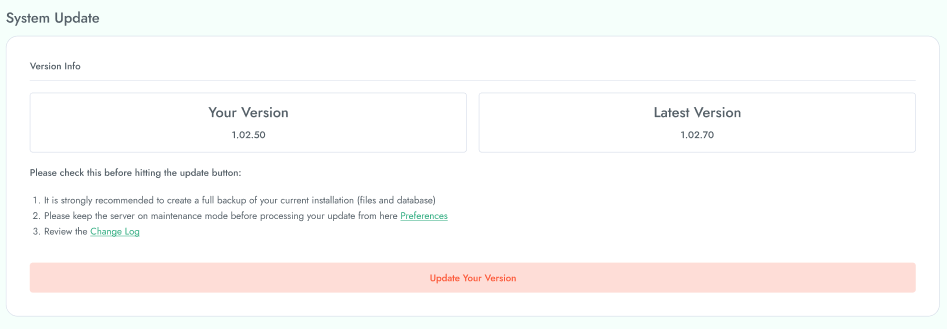 System Update
Version Info
Your Version
1.02.50
Latest Version
1.02.70
Please check this before hitting the update button:
1. It is strongly recommended to create a full backup of your current installation (files and database)
2. Please keep the server on maintenance mode before processing your update from here Preferences
3. Review the Change Log
Update Your Version